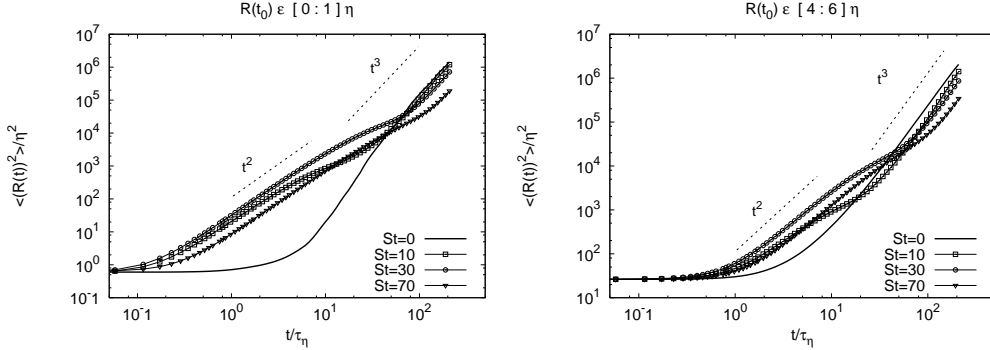 R(t₀) ε [0:1] η
<(R(t))²>/η²
10⁷
10⁶
10⁵
10⁴
10³
10²
10¹
10⁰
10⁻¹
t²
t³
St=0
St=10
St=30
St=70
10⁻¹ 10⁰ 10¹ 10²
t/τ_η
R(t₀) ε [4:6] η
<(R(t))²>/η²
10⁷
10⁶
10⁵
10⁴
10³
10²
10¹
t²
t³
St=0
St=10
St=30
St=70
10⁻¹ 10⁰ 10¹ 10²
t/τ_η